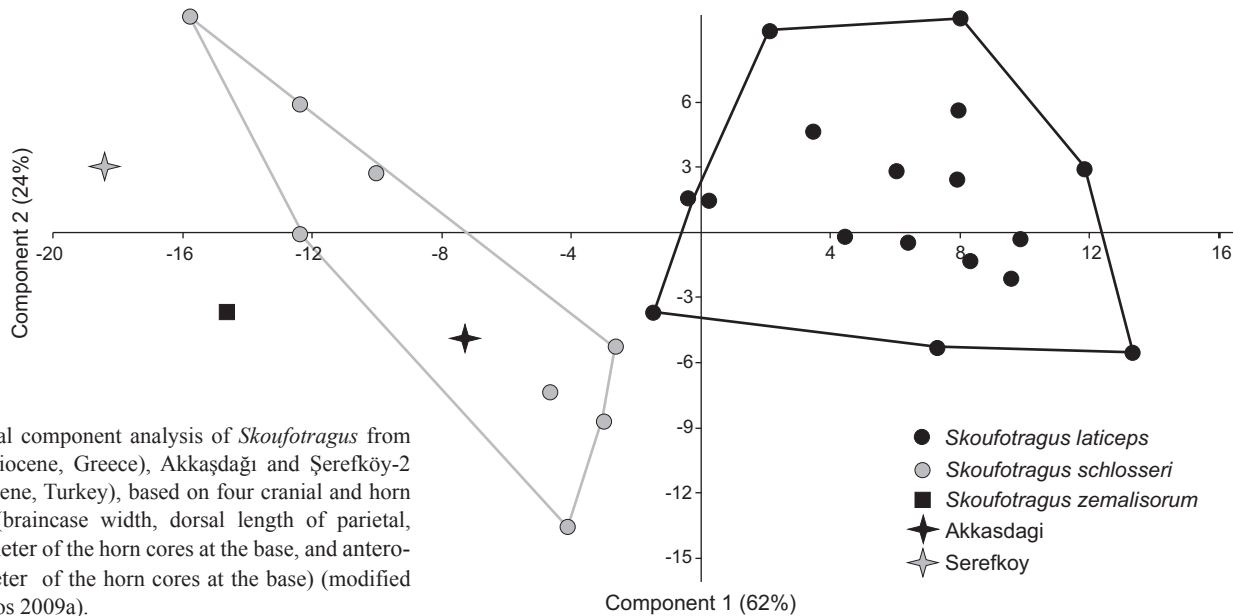 6
3
-20
-16
-12
-8
-4
4
8
12
16
-3
-6
-9
-12
-15
Component 2 (24%)
Component 1 (62%)
Skoufotragus laticeps
Skoufotragus schlosseri
Skoufotragus zemalisorum
Akkasdagi
Serefkoy
al component analysis of Skoufotragus from
iocene, Greece), Akkaşdağı and Şerefköy-2
ene, Turkey), based on four cranial and horn
(braincase width, dorsal length of parietal,
eter of the horn cores at the base, and antero-
eter of the horn cores at the base) (modified
os 2009a).